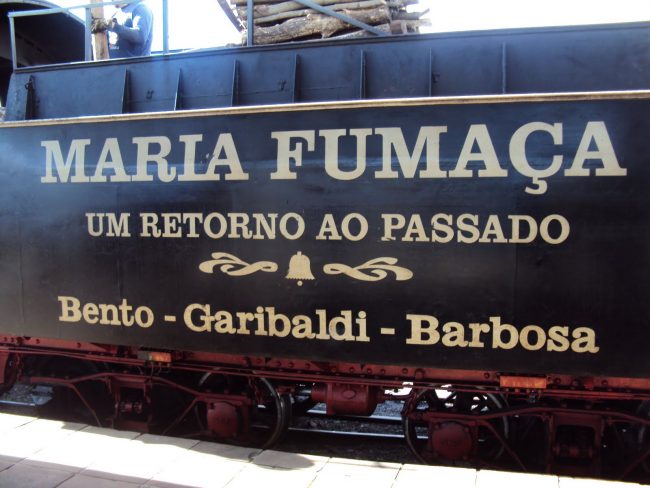 MARIA FUMAÇA
UM RETORNO AO PASSADO
Bento - Garibaldi - Barbosa